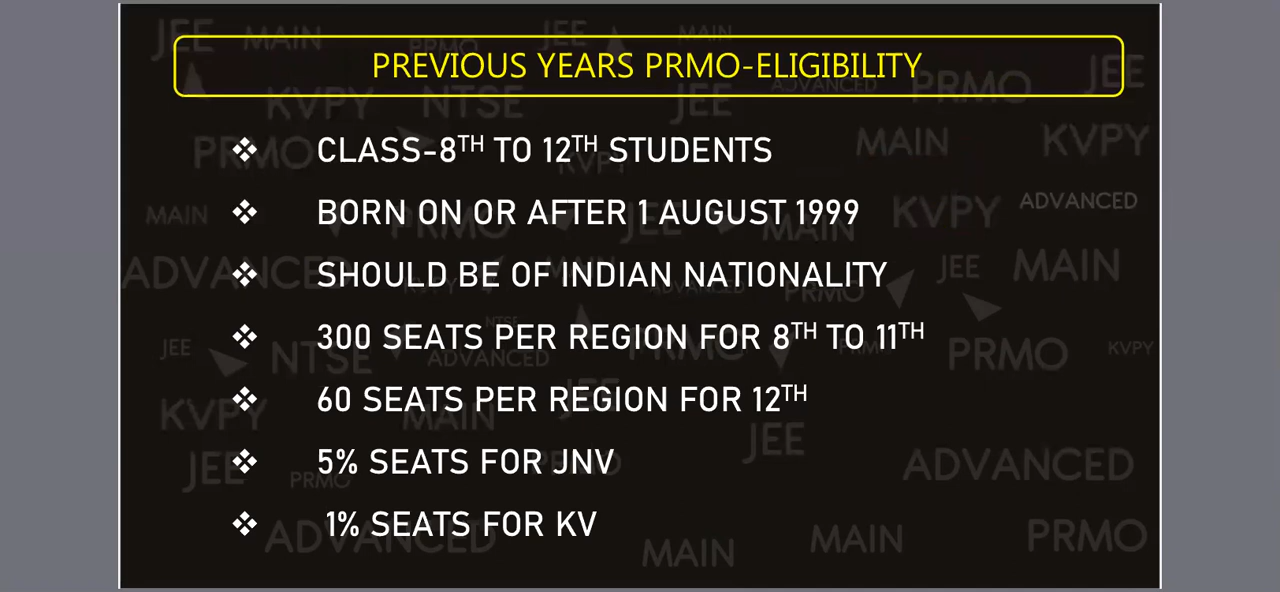 PREVIOUS YEARS PRMO-ELIGIBILITY
❖ CLASS-8TH TO 12TH STUDENTS
❖ BORN ON OR AFTER 1 AUGUST 1999
❖ SHOULD BE OF INDIAN NATIONALITY
❖ 300 SEATS PER REGION FOR 8TH TO 11TH
❖ 60 SEATS PER REGION FOR 12TH
❖ 5% SEATS FOR JNV
❖ 1% SEATS FOR KV